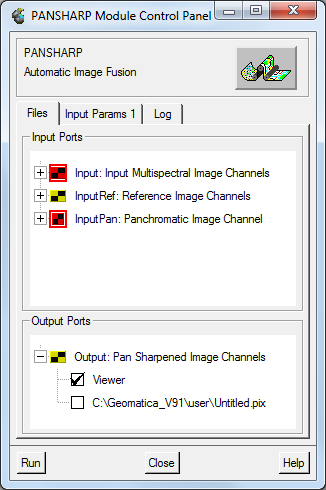 PANSHARP Module Control Panel
PANSHARP
Automatic Image Fusion
Files Input Params 1 Log
Input Ports
Input: Input Multispectral Image Channels
InputRef: Reference Image Channels
InputPan: Panchromatic Image Channel
Output Ports
Output: Pan Sharpened Image Channels
Viewer
C:\Geomatica_V91\user\Untitled.pix
Run Close Help